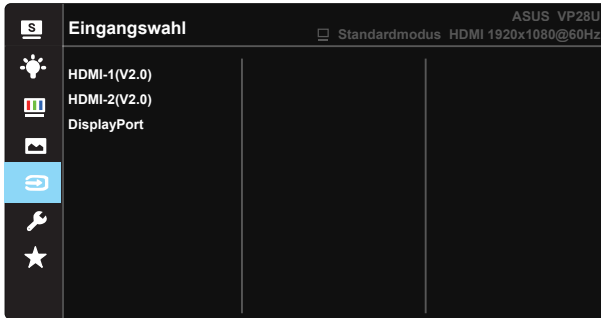 S
Eingangswahl
ASUS VP28U
Standardmodus HDMI 1920x1080@60Hz
HDMI-1(V2.0)
HDMI-2(V2.0)
DisplayPort